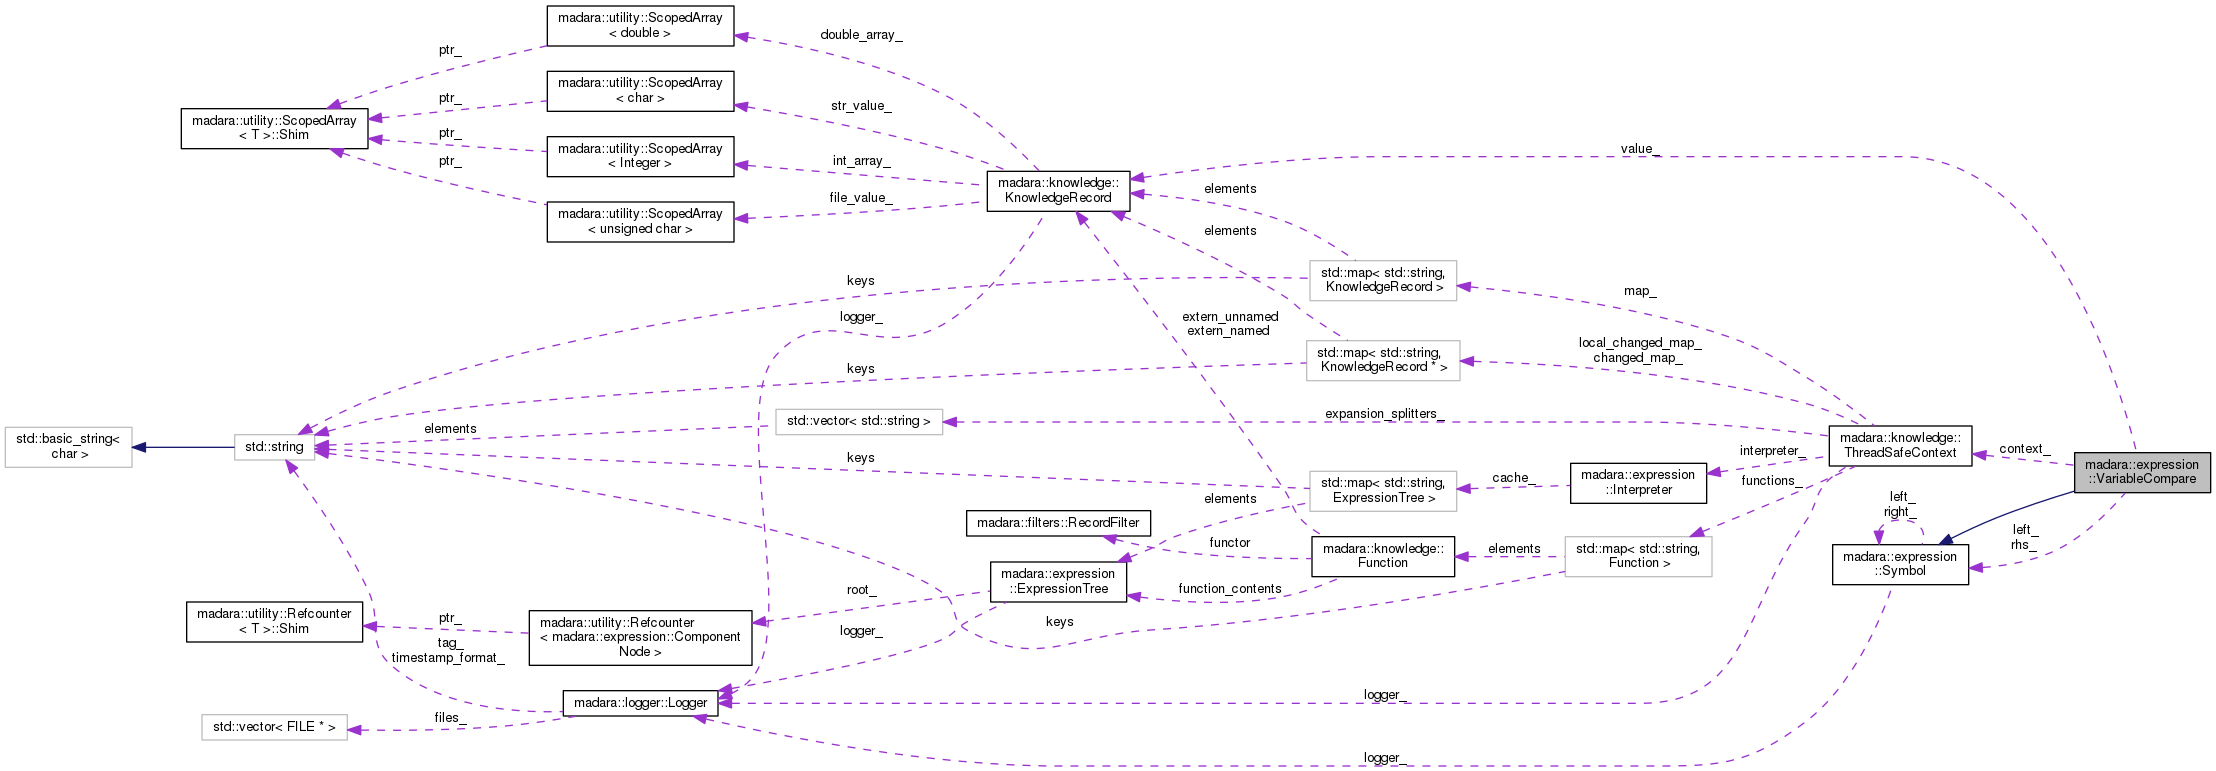 madara::utility::ScopedArray
< double >
double_array_
ptr_
madara::utility::ScopedArray
< char >
ptr_
str_value_
madara::utility::ScopedArray
< T >::Shim
ptr_
madara::utility::ScopedArray
< Integer >
int_array_
value_
ptr_
madara::knowledge::
KnowledgeRecord
elements
file_value_
madara::utility::ScopedArray
< unsigned char >
elements
std::map< std::string,
KnowledgeRecord >
keys
map_
logger_
extern_unnamed
extern_named
std::map< std::string,
KnowledgeRecord * >
local_changed_map_
changed_map_
keys
std::vector< std::string >
expansion_splitters_
elements
std::basic_string<
char >
std::string
madara::knowledge::
ThreadSafeContext
context_
madara::expression
::VariableCompare
keys
interpreter_
std::map< std::string,
ExpressionTree >
cache_
madara::expression
::Interpreter
functions_
elements
left_
right_
madara::filters::RecordFilter
functor
madara::knowledge::
Function
elements
std::map< std::string,
Function >
left_
rhs_
madara::expression
::Symbol
madara::expression
::ExpressionTree
function_contents
root_
madara::utility::Refcounter
< T >::Shim
ptr_
madara::utility::Refcounter
< madara::expression::Component
Node >
keys
logger_
tag_
timestamp_format_
madara::logger::Logger
logger_
std::vector< FILE * >
files_
logger_